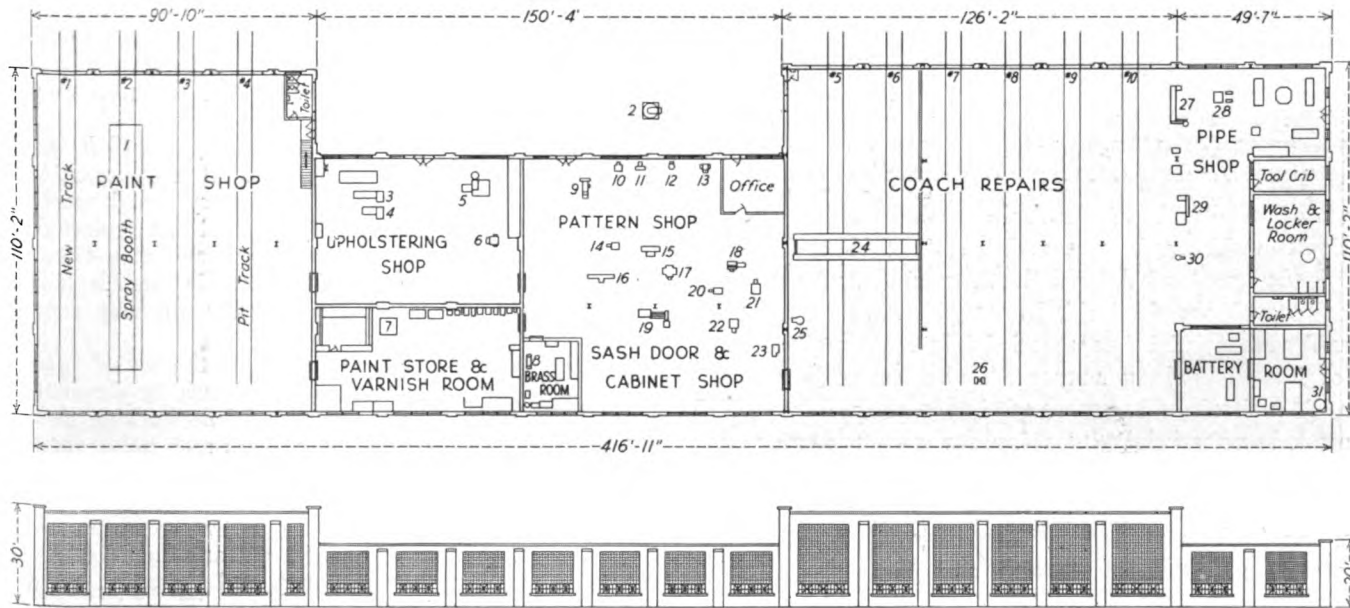 90'-10"
150'-4'
126'-2"
49'-7"
#1
#2
#3
#4
Toilet
2
#5
#6
#7
#8
#9
#10
27
28
PIPE
SHOP
1
PAINT SHOP
New Track
Spray Booth
Pit Track
3
4
5
6
UPHOLSTERING
SHOP
9
10
11
12
13
Office
PATTERN SHOP
14
15
16
17
18
19
20
21
22
23
SASH DOOR &
CABINET SHOP
7
PAINT STORE &
VARNISH ROOM
8
BRASS
ROOM
COACH REPAIRS
24
25
26
Tool Crib
29
30
Wash &
Locker
Room
Toilet
BATTERY ROOM
31
110'-2"
110'-2"
416'-11"
30'
20'